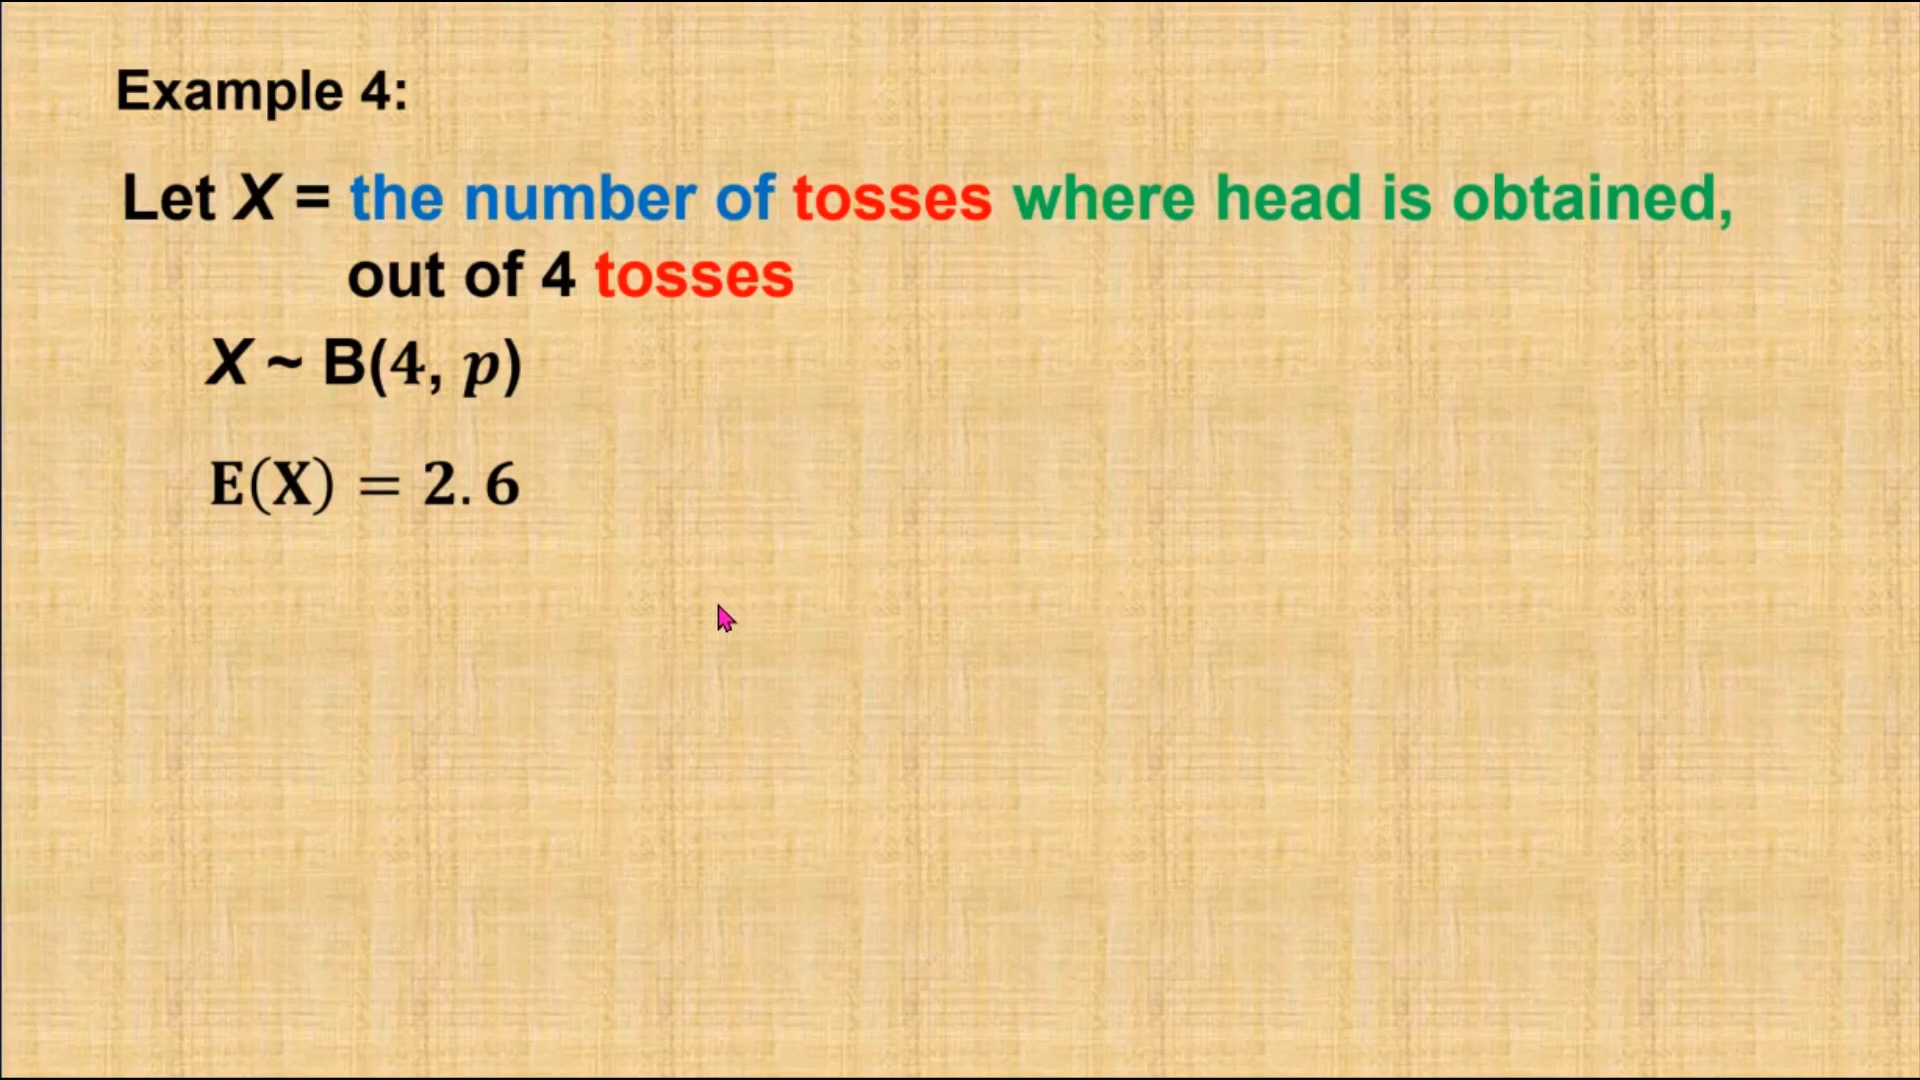 Example 4:
Let X = the number of tosses where head is obtained,
out of 4 tosses
X ~ B(4, p)
E(X) = 2.6